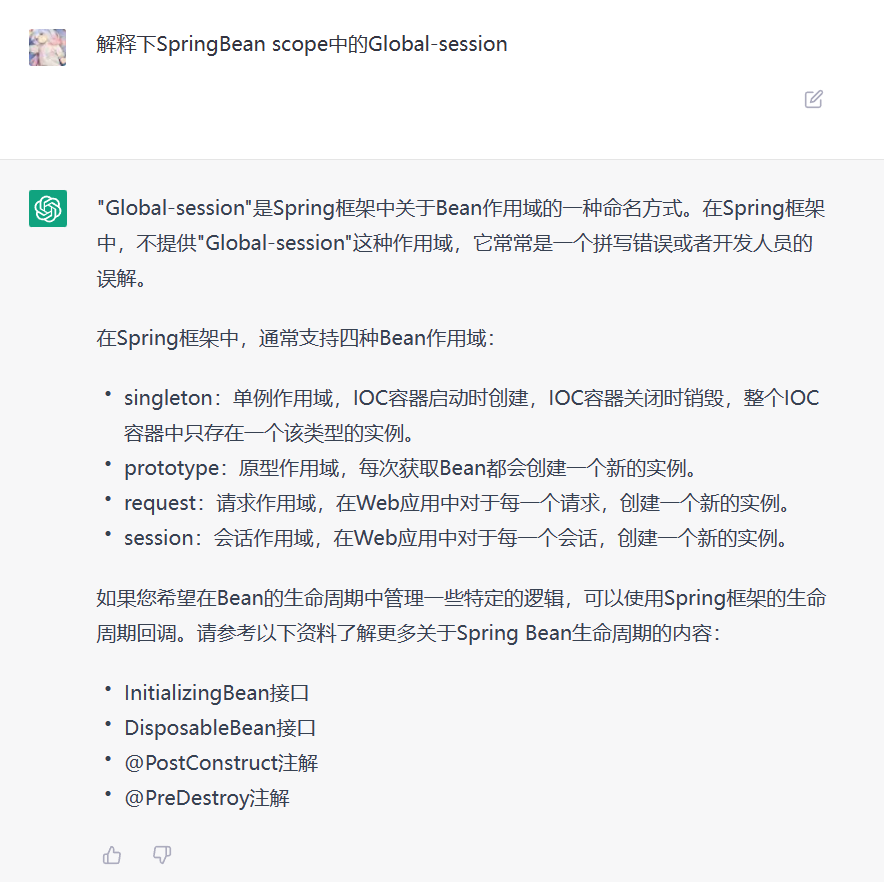 解释下SpringBean scope中的Global-session
"Global-session"是Spring框架中关于Bean作用域的一种命名方式。在Spring框架
中，不提供"Global-session"这种作用域，它常常是一个拼写错误或者开发人员的
误解。
在Spring框架中，通常支持四种Bean作用域：
• singleton：单例作用域，IOC容器启动时创建，IOC容器关闭时销毁，整个IOC
容器中只存在一个该类型的实例。
• prototype：原型作用域，每次获取Bean都会创建一个新的实例。
• request：请求作用域，在Web应用中对于每一个请求，创建一个新的实例。
• session：会话作用域，在Web应用中对于每一个会话，创建一个新的实例。
如果您希望在Bean的生命周期中管理一些特定的逻辑，可以使用Spring框架的生命
周期回调。请参考以下资料了解更多关于Spring Bean生命周期的内容：
• InitializingBean接口
• DisposableBean接口
• @PostConstruct注解
• @PreDestroy注解